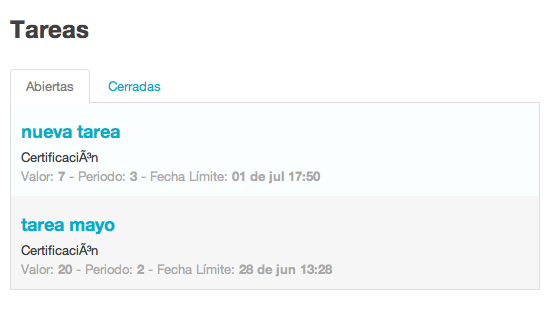 Tareas
Abiertas Cerradas
nueva tarea
CertificaciÃ³n
Valor: 7 - Periodo: 3 - Fecha Límite: 01 de jul 17:50
tarea mayo
CertificaciÃ³n
Valor: 20 - Periodo: 2 - Fecha Límite: 28 de jun 13:28